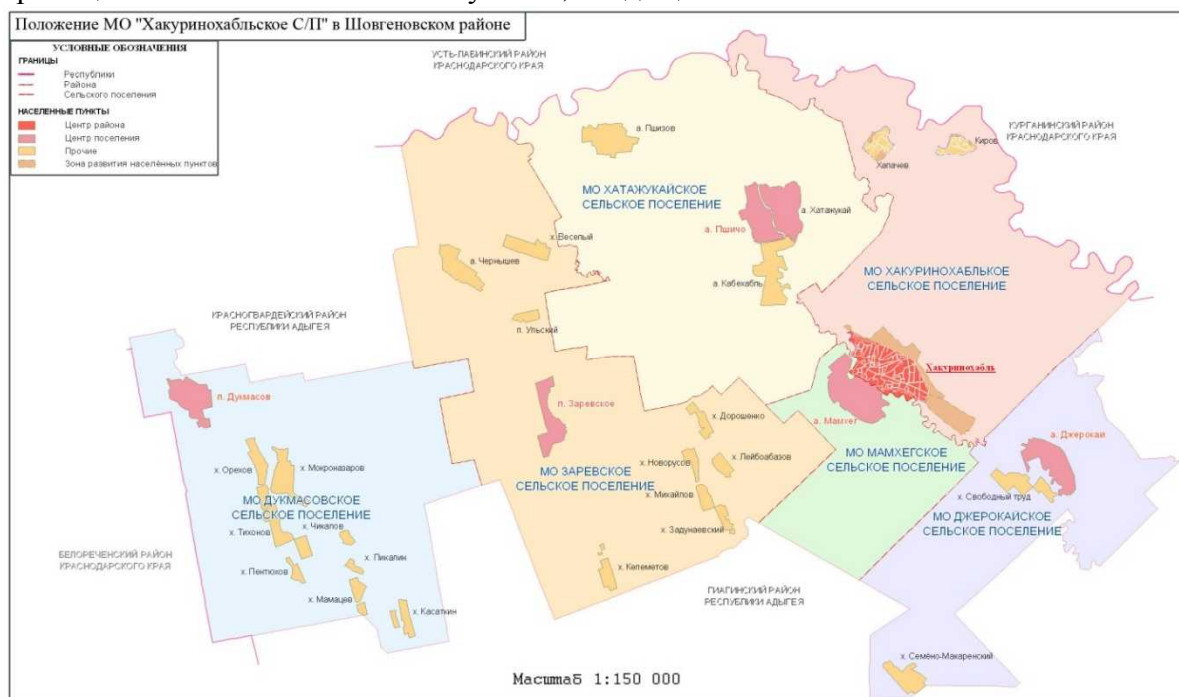 Положение МО "Хакуринохабльское С/П" в Шовгеновском районе
УСЛОВНЫЕ ОБОЗНАЧЕНИЯ
ГРАНИЦЫ
Республики
Района
Сельского поселения
НАСЕЛЕННЫЕ ПУНКТЫ
Центр района
Центр поселения
Прочие
Зона развития населённых пунктов
УСТЬ-ЛАБИНСКИЙ РАЙОН
КРАСНОДАРСКОГО КРАЯ
КУРГАНИНСКИЙ РАЙОН
КРАСНОДАРСКОГО КРАЯ
а. Пшизов
Хапачев
Киров
МО ХАТАЖУКАЙСКОЕ
СЕЛЬСКОЕ ПОСЕЛЕНИЕ
а. Хатажукай
а. Пшичо
х. Веселый
а. Чернышев
а. Кабехабль
МО ХАКУРИНОХАБЛЬКОЕ
СЕЛЬСКОЕ ПОСЕЛЕНИЕ
п. Ульский
КРАСНОГВАРДЕЙСКИЙ РАЙОН
РЕСПУБЛИКИ АДЫГЕЯ
Хакуринохабль
п. Дукмасов
п. Заревское
х. Дорошенко
а. Мамхег
а. Джерокай
х. Орехов
х. Мокроназаров
х. Новорусов
х. Лейбоабазов
МО МАМХЕГСКОЕ
СЕЛЬСКОЕ ПОСЕЛЕНИЕ
МО ЗАРЕВСКОЕ
СЕЛЬСКОЕ ПОСЕЛЕНИЕ
МО ДУКМАСОВСКОЕ
СЕЛЬСКОЕ ПОСЕЛЕНИЕ
х. Михайлов
х. Свободный труд
х. Тихонов
х. Чикалов
х. Задунаевский
МО ДЖЕРОКАЙСКОЕ
СЕЛЬСКОЕ ПОСЕЛЕНИЕ
БЕЛОРЕЧЕНСКИЙ РАЙОН
КРАСНОДАРСКОГО КРАЯ
х. Пикалин
х. Пентюхов
х. Келеметов
х. Мамацев
х. Касаткин
ГИАГИНСКИЙ РАЙОН
РЕСПУБЛИКИ АДЫГЕЯ
х. Семёно-Макаренский
Масштаб 1:150 000